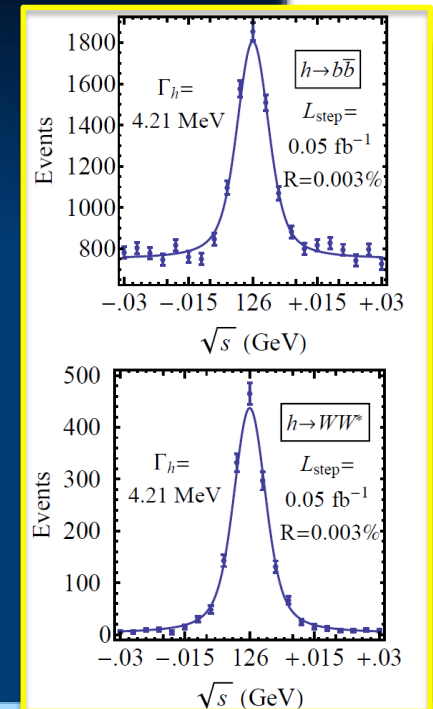 1800
1600
1400
1200
1000
800
Events
Γh=
4.21 MeV
h→bb̅
Lstep=
0.05 fb⁻¹
R=0.003%
-.03 -.015 126 +.015 +.03
√s (GeV)
500
400
300
200
100
0
Events
Γh=
4.21 MeV
h→WW*
Lstep=
0.05 fb⁻¹
R=0.003%
-.03 -.015 126 +.015 +.03
√s (GeV)